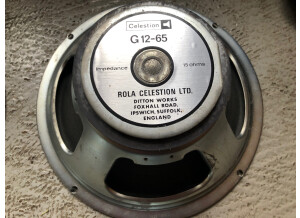 Celestion
G12-65
Impedance 15 ohms
ROLA CELESTION LTD.
DITTON WORKS
FOXHALL ROAD,
IPSWICH, SUFFOLK,
ENGLAND